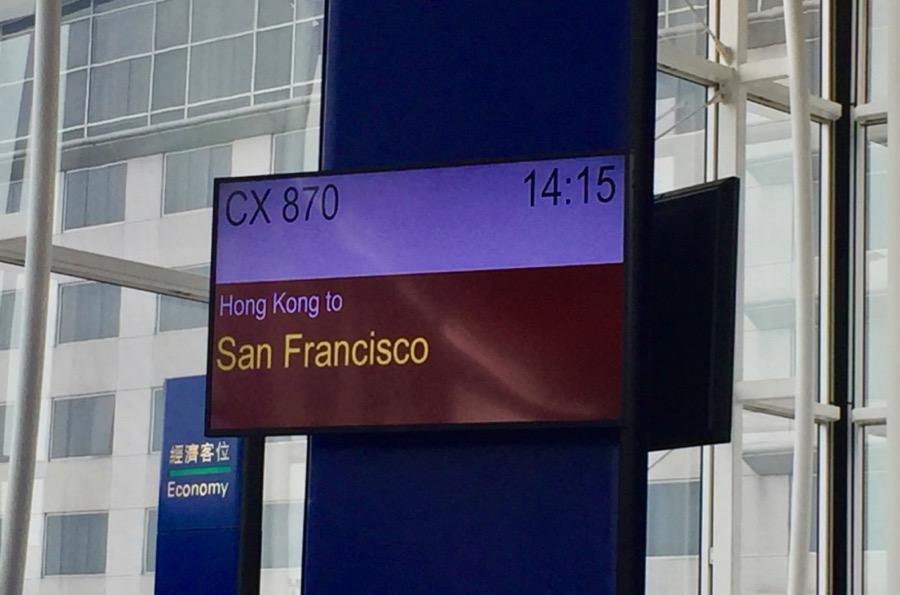 CX 870 14:15
Hong Kong to
San Francisco
經濟客位
Economy